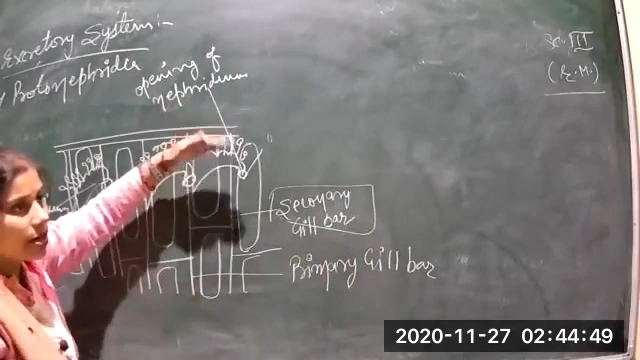 Excretory System:-
Protonephridia
opening of
nephridium
Sem III
(R.M.)
Secondary
Gill bar
Primary Gill bar
2020-11-27 02:44:49